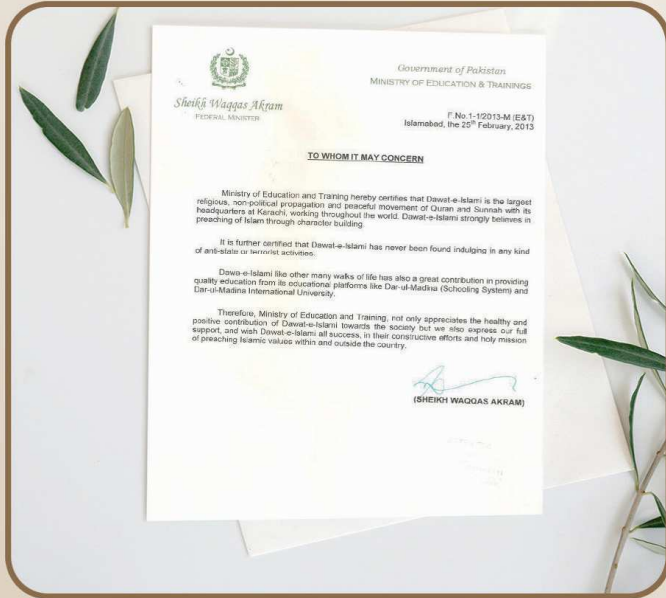 Government of Pakistan
MINISTRY OF EDUCATION & TRAININGS
Sheikh Waqqas Akram
FEDERAL MINISTER
F.No.1-1/2013-M (E&T)
Islamabad, the 25th February, 2013
TO WHOM IT MAY CONCERN
Ministry of Education and Training hereby certifies that Dawat-e-Islami is the largest
religious, non-political propagation and peaceful movement of Quran and Sunnah with its
headquarters at Karachi, working throughout the world. Dawat-e-Islami strongly believes in
preaching of Islam through character building.
It is further certified that Dawat-e-Islami has never been found indulging in any kind
of anti-state or terrorist activities.
Dawa-e-Islami like other many walks of life has also a great contribution in providing
quality education from its educational platforms like Dar-ul-Madina (Schooling System) and
Dar-ul-Madina International University.
Therefore, Ministry of Education and Training, not only appreciates the healthy and
positive contribution of Dawat-e-Islami towards the society but we also express our full
support, and wish Dawat-e-Islami all success, in their constructive efforts and holy mission
of preaching Islamic values within and outside the country.
(SHEIKH WAQQAS AKRAM)